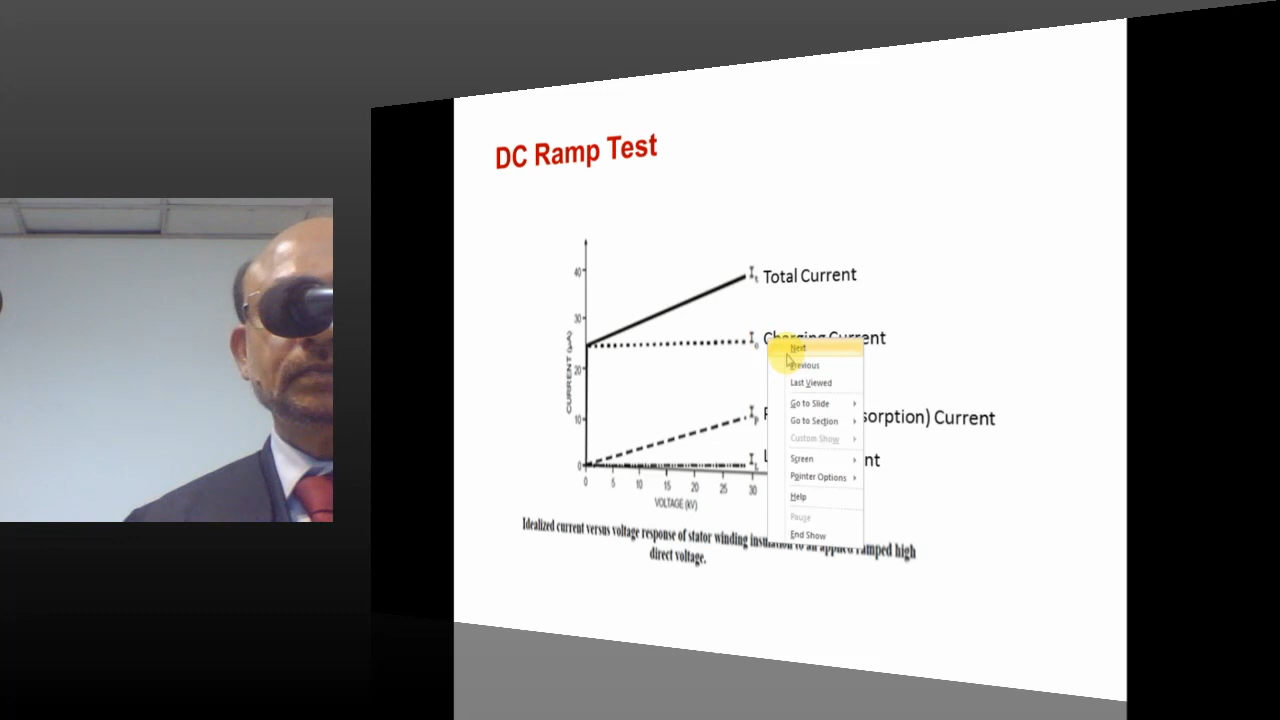 DC Ramp Test
40
30
20
10
0
CURRENT (µA)
It Total Current
Charging Current
sorption) Current
nt
0 5 10 15 20 25 30
VOLTAGE (kV)
Idealized current versus voltage response of stator winding insulation to an applied ramped high
direct voltage.
Next
Previous
Last Viewed
Go to Slide
Go to Section
Custom Show
Screen
Pointer Options
Help
Pause
End Show